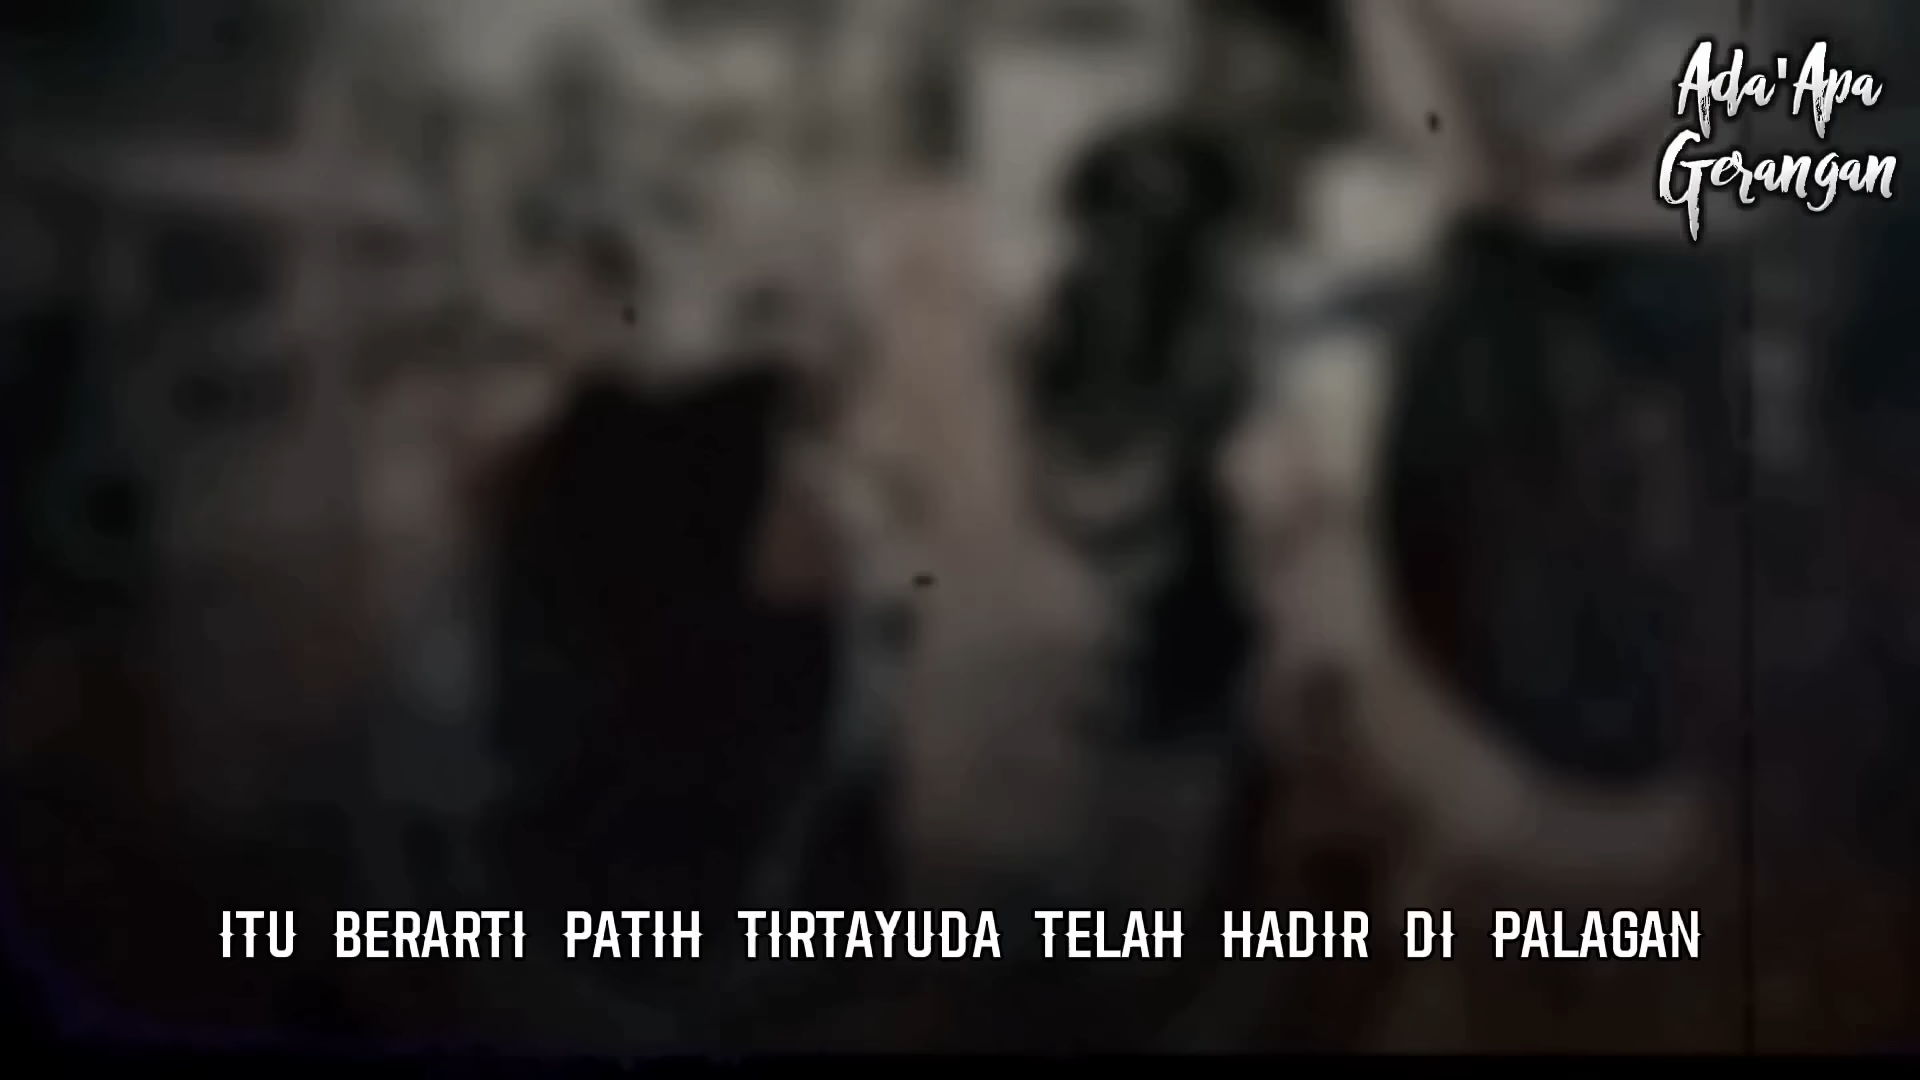 Ada'Apa
Gerangan
ITU BERARTI PATIH TIRTAYUDA TELAH HADIR DI PALAGAN